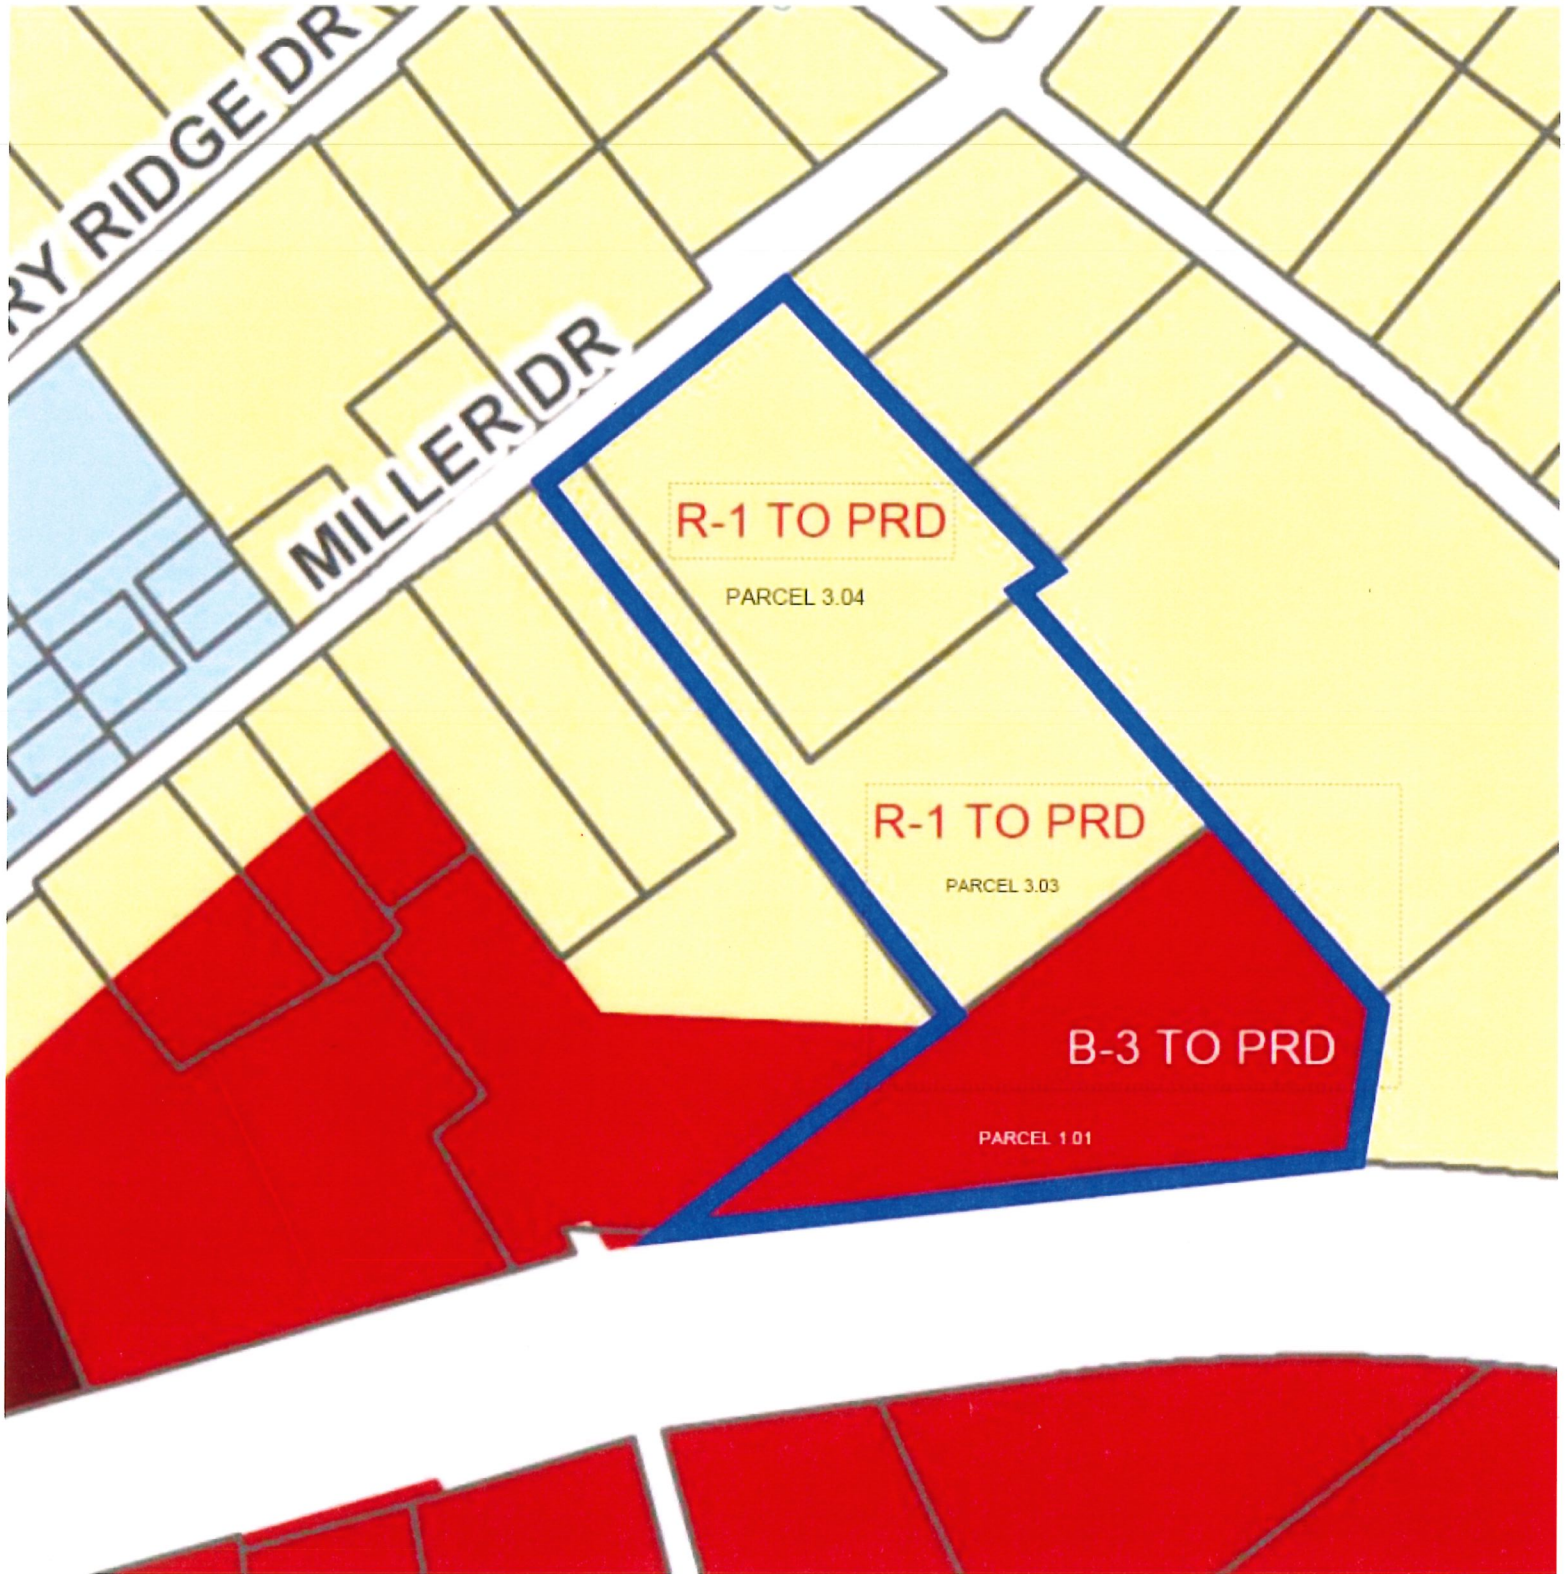 RY RIDGE DR
MILLER DR
R-1 TO PRD
PARCEL 3.04
R-1 TO PRD
PARCEL 3.03
B-3 TO PRD
PARCEL 1.01